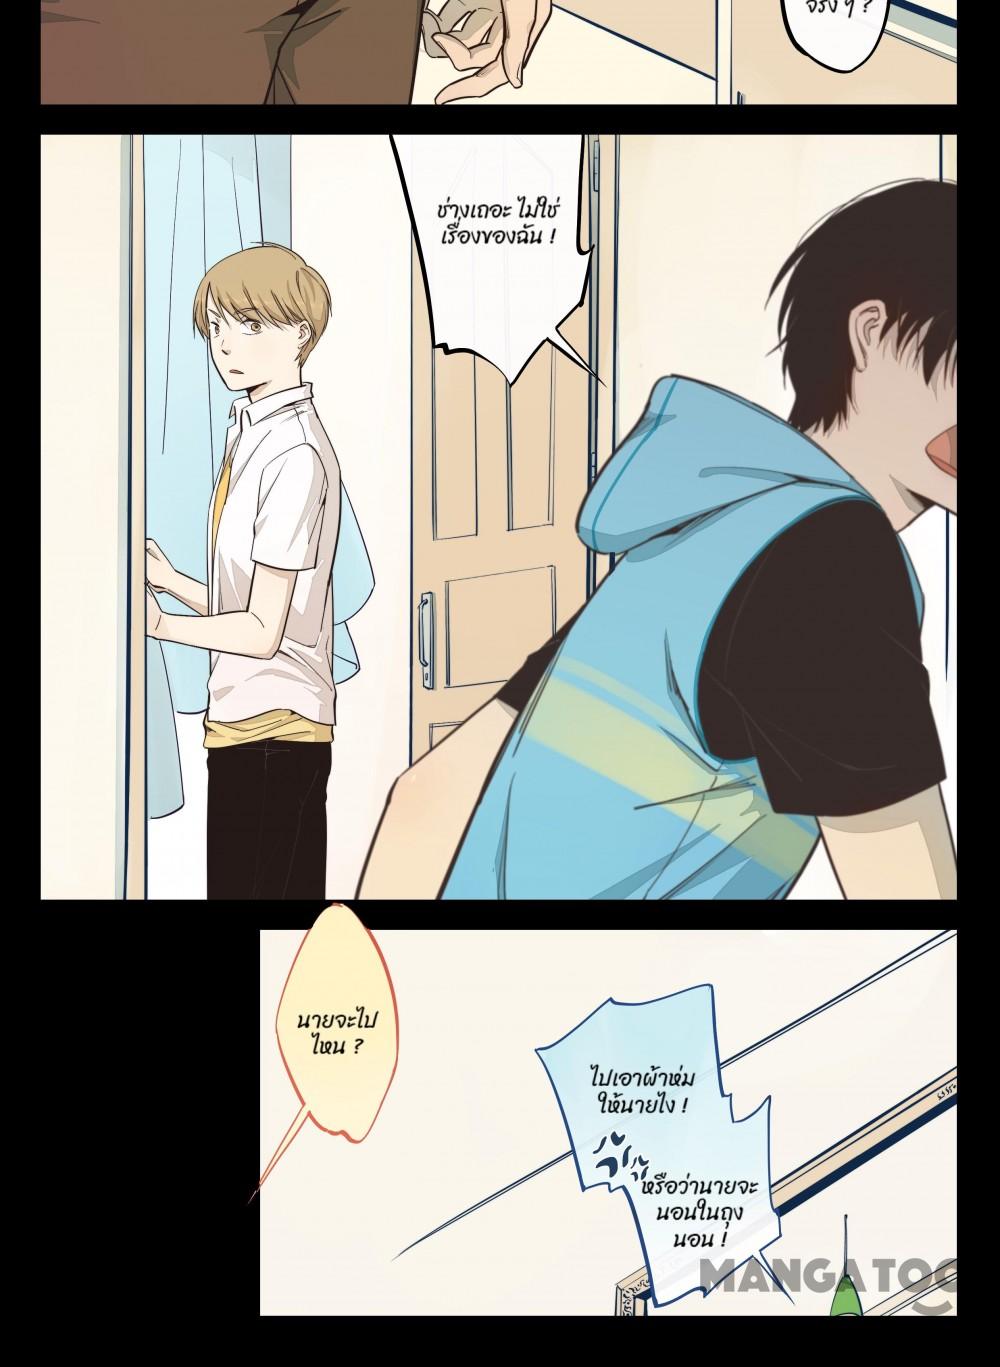 จริง ๆ ?
ช่างเถอะ ไม่ใช่
เรื่องของฉัน !
นายจะไป
ไหน ?
ไปเอาผ้าห่ม
ให้นายไง !
หรือว่านายจะ
นอนในถุง
นอน !
MANGATOO